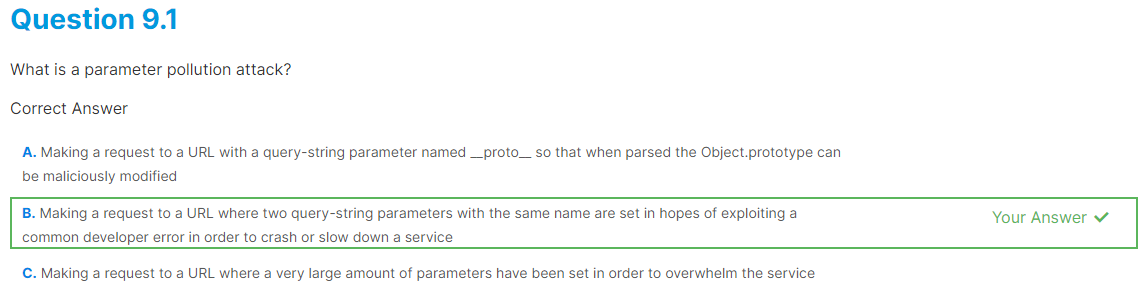 Question 9.1
What is a parameter pollution attack?
Correct Answer
A. Making a request to a URL with a query-string parameter named __proto__ so that when parsed the Object.prototype can
be maliciously modified
B. Making a request to a URL where two query-string parameters with the same name are set in hopes of exploiting a
common developer error in order to crash or slow down a service
Your Answer ✔
C. Making a request to a URL where a very large amount of parameters have been set in order to overwhelm the service